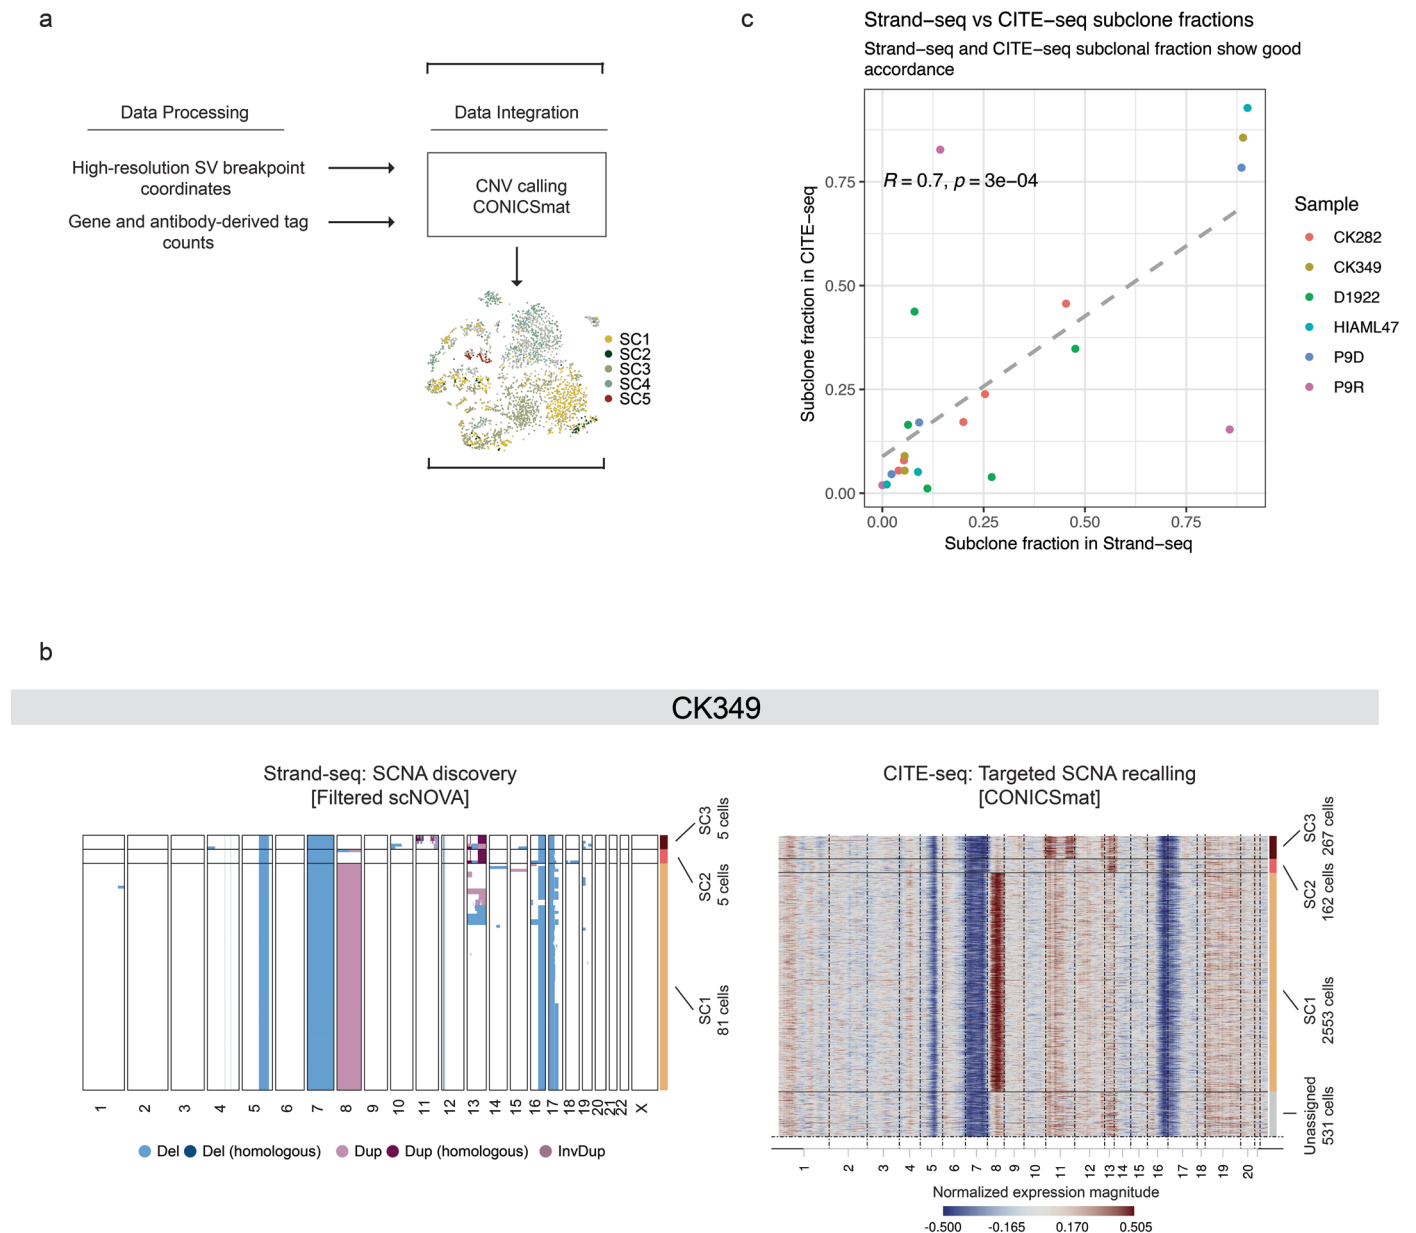 a
Data Processing
Data Integration
High-resolution SV breakpoint
coordinates
Gene and antibody-derived tag
counts
CNV calling
CONICSmat
SC1
SC2
SC3
SC4
SC5
c
Strand−seq vs CITE−seq subclone fractions
Strand−seq and CITE−seq subclonal fraction show good
accordance
R = 0.7, p = 3e−04
Subclone fraction in CITE−seq
0.75
0.50
0.25
0.00
0.00 0.25 0.50 0.75
Subclone fraction in Strand−seq
Sample
CK282
CK349
D1922
HIAML47
P9D
P9R
b
CK349
Strand-seq: SCNA discovery
[Filtered scNOVA]
SC3
5 cells
SC2
5 cells
SC1
81 cells
1 2 3 4 5 6 7 8 9 10 11 12 13 14 15 16 17 18 19 20 21 22 X
Del Del (homologous) Dup Dup (homologous) InvDup
CITE-seq: Targeted SCNA recalling
[CONICSmat]
SC3
267 cells
SC2
162 cells
SC1
2553 cells
Unassigned
531 cells
1 2 3 4 5 6 7 8 9 10 11 12 13 14 15 16 17 18 19 20
Normalized expression magnitude
-0.500 -0.165 0.170 0.505